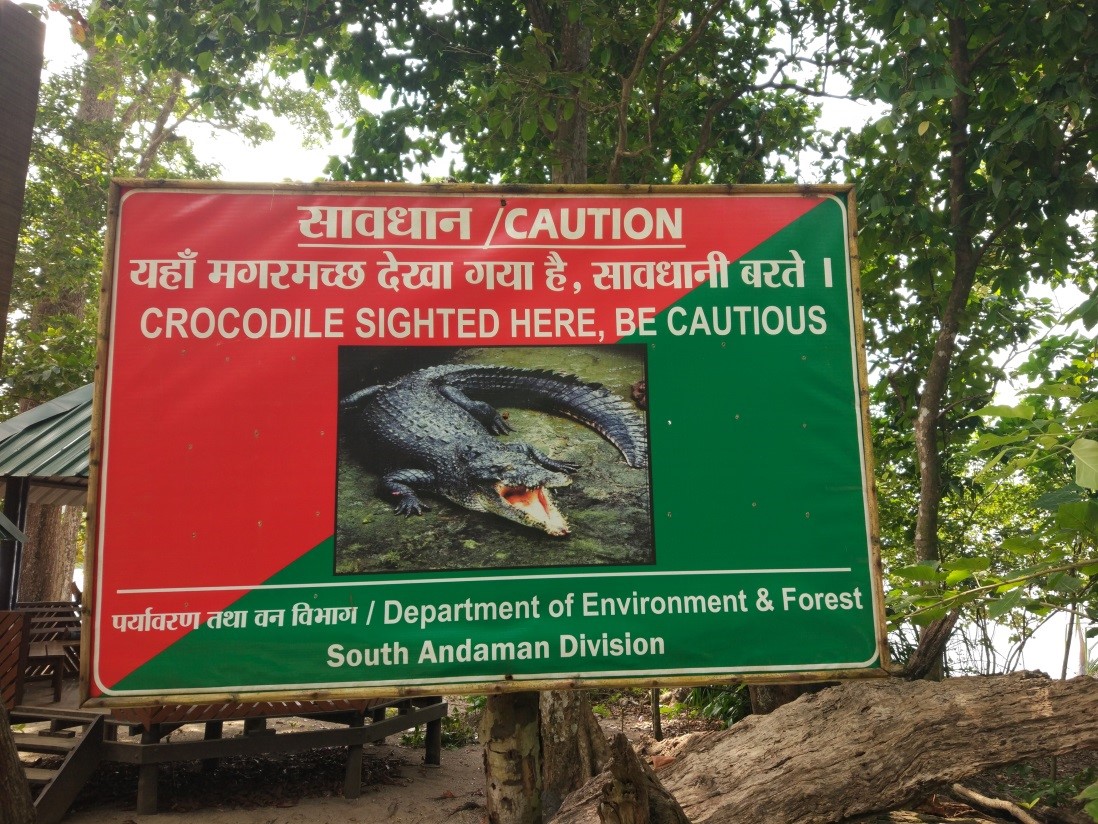 सावधान /CAUTION
यहाँ मगरमच्छ देखा गया है, सावधानी बरते ।
CROCODILE SIGHTED HERE, BE CAUTIOUS
पर्यावरण तथा वन विभाग / Department of Environment & Forest
South Andaman Division